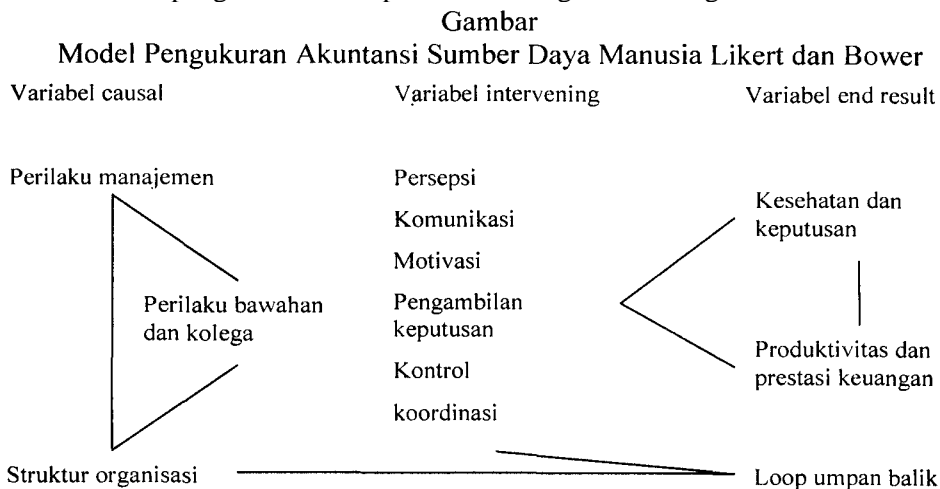 Gambar
Model Pengukuran Akuntansi Sumber Daya Manusia Likert dan Bower
Variabel causal
Variabel intervening
Variabel end result
Perilaku manajemen
Perilaku bawahan
dan kolega
Struktur organisasi
Persepsi
Komunikasi
Motivasi
Pengambilan
keputusan
Kontrol
koordinasi
Kesehatan dan
keputusan
Produktivitas dan
prestasi keuangan
Loop umpan balik